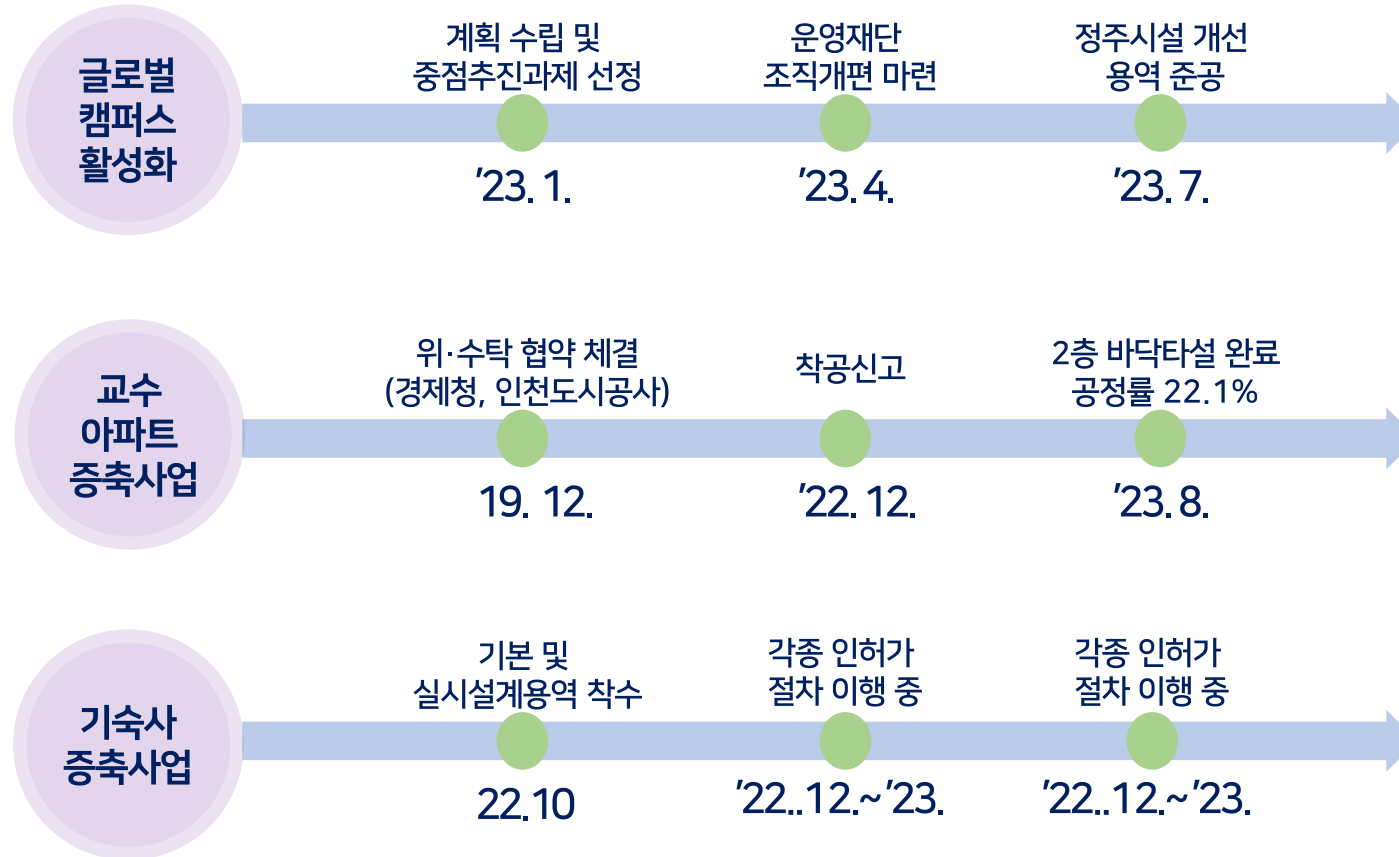 글로벌
캠퍼스
활성화
계획 수립 및
중점추진과제 선정
'23. 1.
운영재단
조직개편 마련
'23. 4.
정주시설 개선
용역 준공
'23. 7.
교수
아파트
증축사업
위·수탁 협약 체결
(경제청, 인천도시공사)
19. 12.
착공신고
'22. 12.
2층 바닥타설 완료
공정률 22.1%
'23. 8.
기숙사
증축사업
기본 및
실시설계용역 착수
22.10
각종 인허가
절차 이행 중
'22..12.~'23.
각종 인허가
절차 이행 중
'22..12.~'23.